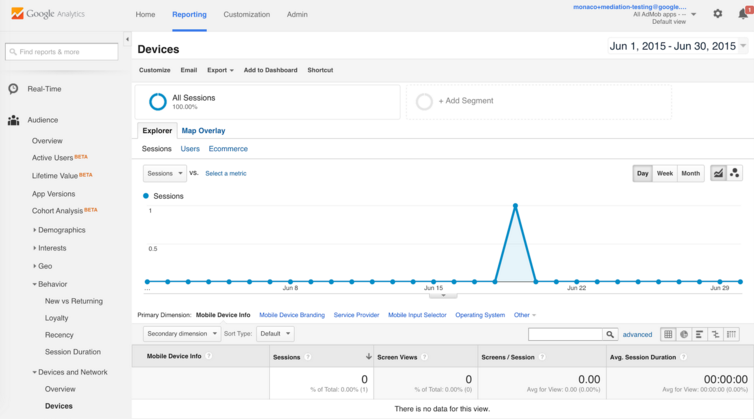 Google Analytics
Home Reporting Customization Admin
monaco+mediation-testing@google....
All AdMob apps - --
Default view
1
Find reports & more
Real-Time
Audience
Overview
Active Users BETA
Lifetime Value BETA
App Versions
Cohort Analysis BETA
Demographics
Interests
Geo
Behavior
New vs Returning
Loyalty
Recency
Session Duration
Devices and Network
Overview
Devices
Devices
Jun 1, 2015 - Jun 30, 2015
Customize Email Export Add to Dashboard Shortcut
All Sessions
100.00%
+ Add Segment
Explorer Map Overlay
Sessions Users Ecommerce
Sessions VS. Select a metric
Day Week Month
Sessions
1
0.5
... Jun 8 Jun 15 Jun 22 Jun 29
Primary Dimension: Mobile Device Info Mobile Device Branding Service Provider Mobile Input Selector Operating System Other
Secondary dimension Sort Type: Default advanced
Mobile Device Info ? Sessions ? Screen Views ? Screens / Session ? Avg. Session Duration ?
0 0 0.00 00:00:00
% of Total: 0.00% (1) % of Total: 0.00% (0) Avg for View: 0.00 (0.00%) Avg for View: 00:00:00 (0.00%)
There is no data for this view.